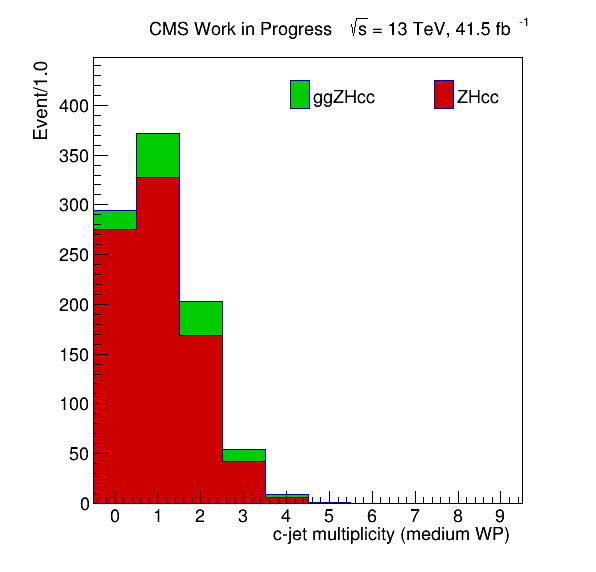 CMS Work in Progress √s = 13 TeV, 41.5 fb -1
Event/1.0
ggZHcc ZHcc
400
350
300
250
200
150
100
50
0
0 1 2 3 4 5 6 7 8 9
c-jet multiplicity (medium WP)